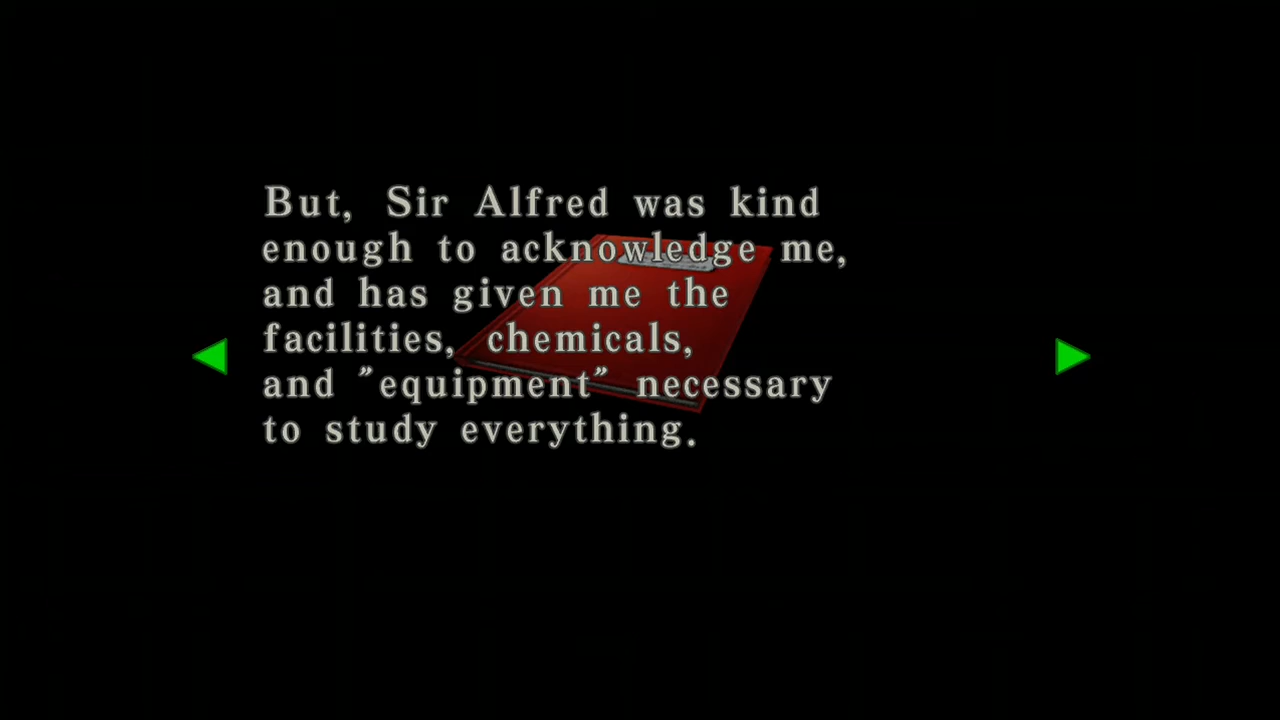 But, Sir Alfred was kind
enough to acknowledge me,
and has given me the
facilities, chemicals,
and "equipment" necessary
to study everything.